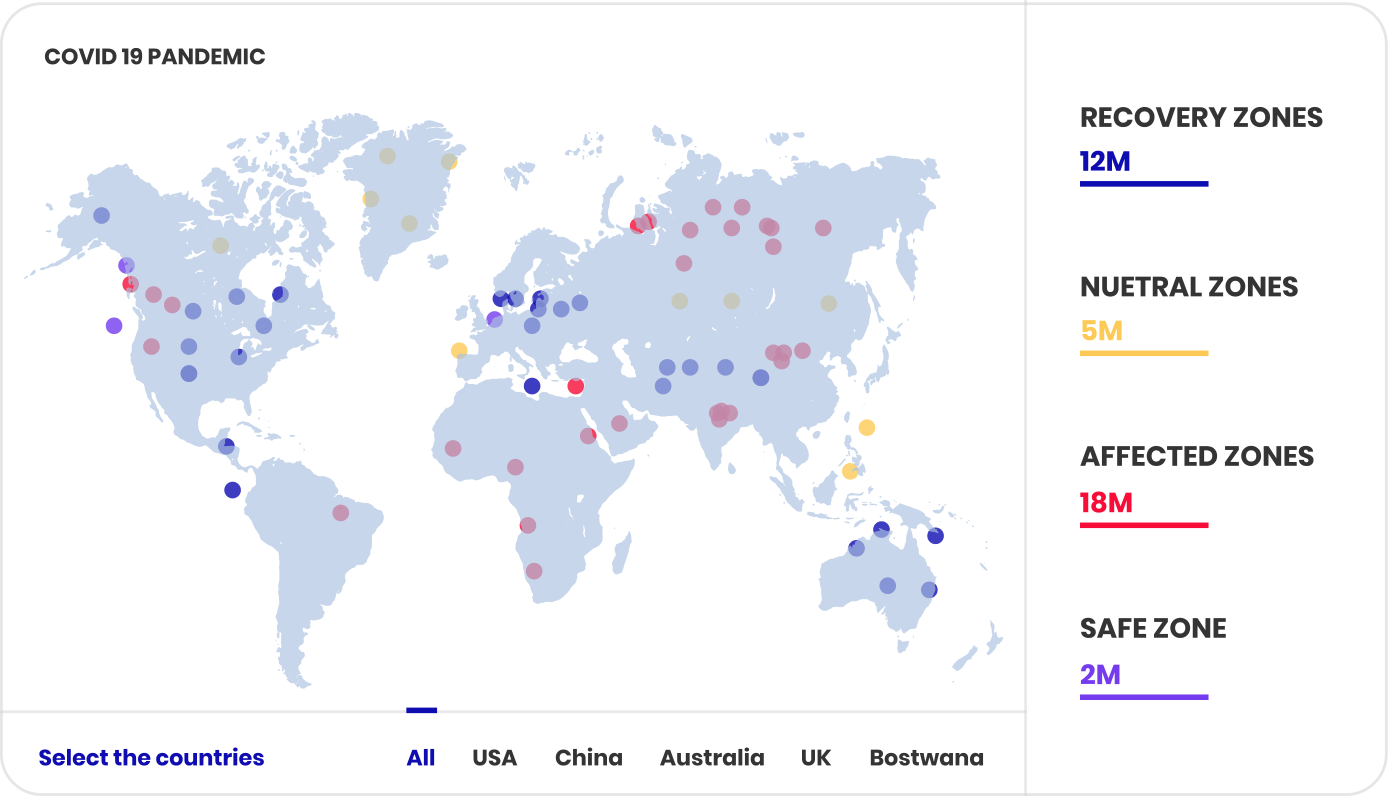 COVID 19 PANDEMIC
RECOVERY ZONES
12M
NUETRAL ZONES
5M
AFFECTED ZONES
18M
SAFE ZONE
2M
Select the countries All USA China Australia UK Bostwana